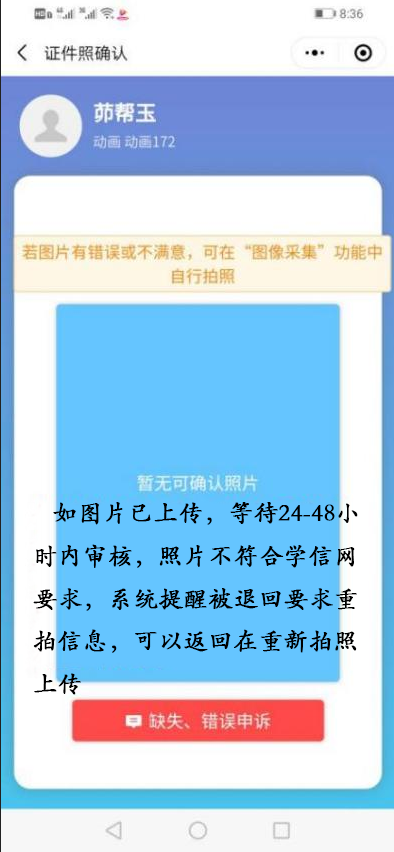 8:36
证件照确认
茆帮玉
动画 动画172
若图片有错误或不满意，可在“图像采集”功能中
自行拍照
暂无可确认照片
如图片已上传，等待24-48小
时内审核，照片不符合学信网
要求，系统提醒被退回要求重
拍信息，可以返回在重新拍照
上传
缺失、错误申诉